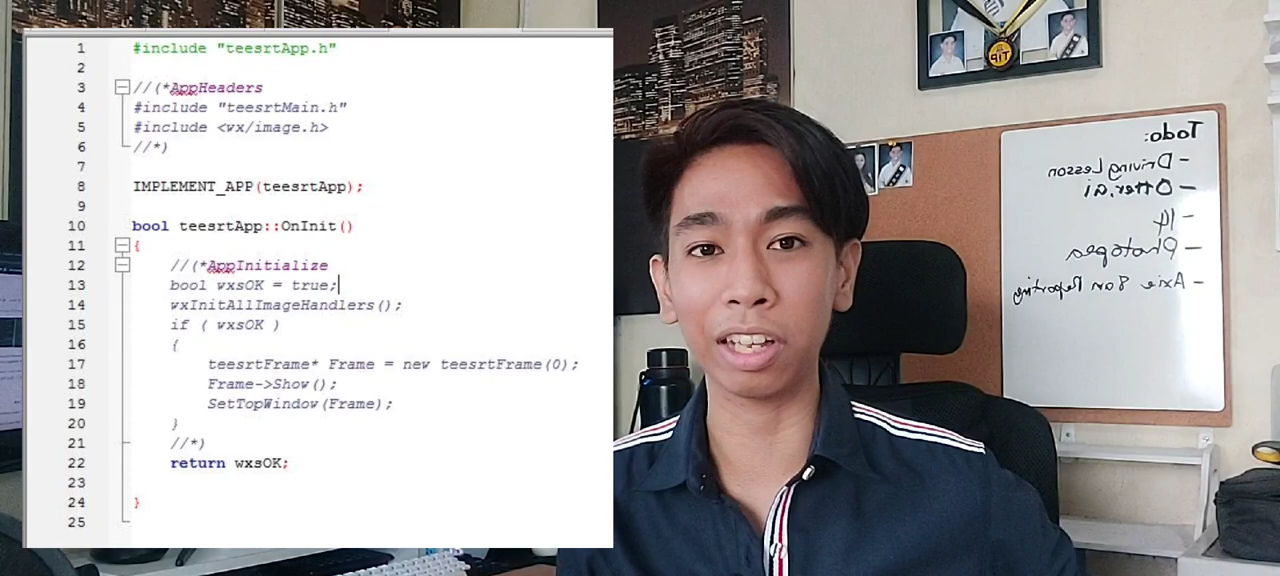 #include "teesrtApp.h"
//(*AppHeaders
#include "teesrtMain.h"
#include <wx/image.h>
//*)
IMPLEMENT_APP(teesrtApp);
bool teesrtApp::OnInit()
{
//(*AppInitialize
bool wxsOK = true;
wxInitAllImageHandlers();
if ( wxsOK )
{
teesrtFrame* Frame = new teesrtFrame(0);
Frame->Show();
SetTopWindow(Frame);
}
//*)
return wxsOK;
}
1
2
3
4
5
6
7
8
9
10
11
12
13
14
15
16
17
18
19
20
21
22
23
24
25
TIP
Todo:
- Driving Lesson
- Otter.ai
- Photopea
- Axie Reporting